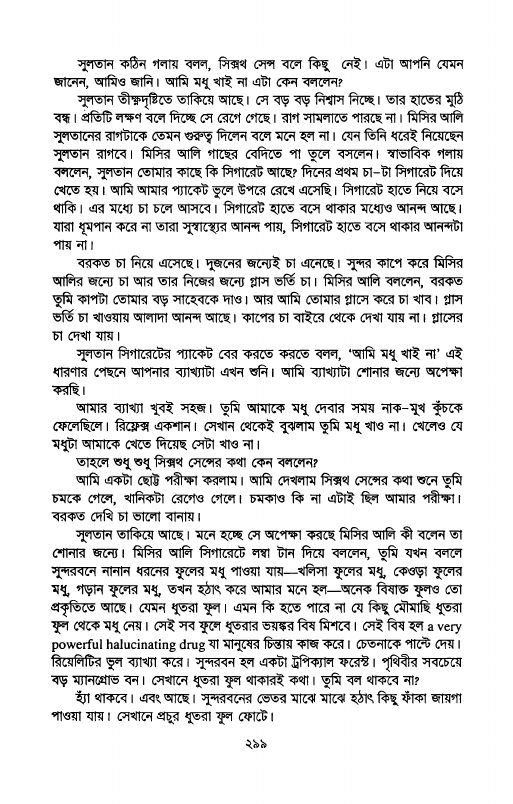 সুলতান কঠিন গলায় বলল, সিক্সথ সেন্স বলে কিছু নেই। এটা আপনি যেমন
জানেন, আমিও জানি। আমি মধু খাই না এটা কেন বললেন?
সুলতান তীক্ষ্ণদৃষ্টিতে তাকিয়ে আছে। সে বড় বড় নিশ্বাস নিচ্ছে। তার হাতের মুঠি
বন্ধ। প্রতিটি লক্ষণ বলে দিচ্ছে সে রেগে গেছে। রাগ সামলাতে পারছে না। মিসির আলি
সুলতানের রাগটাকে তেমন গুরুত্ব দিলেন বলে মনে হল না। যেন তিনি ধরেই নিয়েছেন
সুলতান রাগবে। মিসির আলি গাছের বেদিতে পা তুলে বসলেন। স্বাভাবিক গলায়
বললেন, সুলতান তোমার কাছে কি সিগারেট আছে? দিনের প্রথম চা–টা সিগারেট দিয়ে
খেতে হয়। আমি আমার প্যাকেট ভুলে উপরে রেখে এসেছি। সিগারেট হাতে নিয়ে বসে
থাকি। এর মধ্যে চা চলে আসবে। সিগারেট হাতে বসে থাকার মধ্যেও আনন্দ আছে।
যারা ধূমপান করে না তারা সুস্বাস্থ্যের আনন্দ পায়, সিগারেট হাতে বসে থাকার আনন্দটা
পায় না।
বরকত চা নিয়ে এসেছে। দুজনের জন্যেই চা এনেছে। সুন্দর কাপে করে মিসির
আলির জন্যে চা আর তার নিজের জন্যে গ্লাস ভর্তি চা। মিসির আলি বললেন, বরকত
তুমি কাপটা তোমার বড় সাহেবকে দাও। আর আমি তোমার গ্লাসে করে চা খাব। গ্লাস
ভর্তি চা খাওয়ায় আলাদা আনন্দ আছে। কাপের চা বাইরে থেকে দেখা যায় না। গ্লাসের
চা দেখা যায়।
সুলতান সিগারেটের প্যাকেট বের করতে করতে বলল, ‘আমি মধু খাই না’ এই
ধারণার পেছনে আপনার ব্যাখ্যাটা এখন শুনি। আমি ব্যাখ্যাটা শোনার জন্যে অপেক্ষা
করছি।
আমার ব্যাখ্যা খুবই সহজ। তুমি আমাকে মধু দেবার সময় নাক–মুখ কুঁচকে
ফেলেছিলে। রিফ্লেক্স একশান। সেখান থেকেই বুঝলাম তুমি মধু খাও না। খেলেও যে
মধুটা আমাকে খেতে দিয়েছ সেটা খাও না।
তাহলে শুধু শুধু সিক্সথ সেন্সের কথা কেন বললেন?
আমি একটা ছোট্ট পরীক্ষা করলাম। আমি দেখলাম সিক্সথ সেন্সের কথা শুনে তুমি
চমকে গেলে, খানিকটা রেগেও গেলে। চমকাও কি না এটাই ছিল আমার পরীক্ষা।
বরকত দেখি চা ভালো বানায়।
সুলতান তাকিয়ে আছে। মনে হচ্ছে সে অপেক্ষা করছে মিসির আলি কী বলেন তা
শোনার জন্যে। মিসির আলি সিগারেটে লম্বা টান দিয়ে বললেন, তুমি যখন বললে
সুন্দরবনে নানান ধরনের ফুলের মধু পাওয়া যায়—খলিসা ফুলের মধু, কেওড়া ফুলের
মধু, গড়ান ফুলের মধু, তখন হঠাৎ করে আমার মনে হল—অনেক বিষাক্ত ফুলও তো
প্রকৃতিতে আছে। যেমন ধুতরা ফুল। এমন কি হতে পারে না যে কিছু মৌমাছি ধুতরা
ফুল থেকে মধু নেয়। সেই সব ফুলে ধুতরার ভয়ঙ্কর বিষ মিশবে। সেই বিষ হল a very
powerful halucinating drug যা মানুষের চিন্তায় কাজ করে। চেতনাকে পাল্টে দেয়।
রিয়েলিটির ভুল ব্যাখ্যা করে। সুন্দরবন হল একটা ট্রপিক্যাল ফরেস্ট। পৃথিবীর সবচেয়ে
বড় ম্যানগ্রোভ বন। সেখানে ধুতরা ফুল থাকারই কথা। তুমি বল থাকবে না?
হ্যাঁ থাকবে। এবং আছে। সুন্দরবনের ভেতর মাঝে মাঝে হঠাৎ কিছু ফাঁকা জায়গা
পাওয়া যায়। সেখানে প্রচুর ধুতরা ফুল ফোটে।
২৯৯